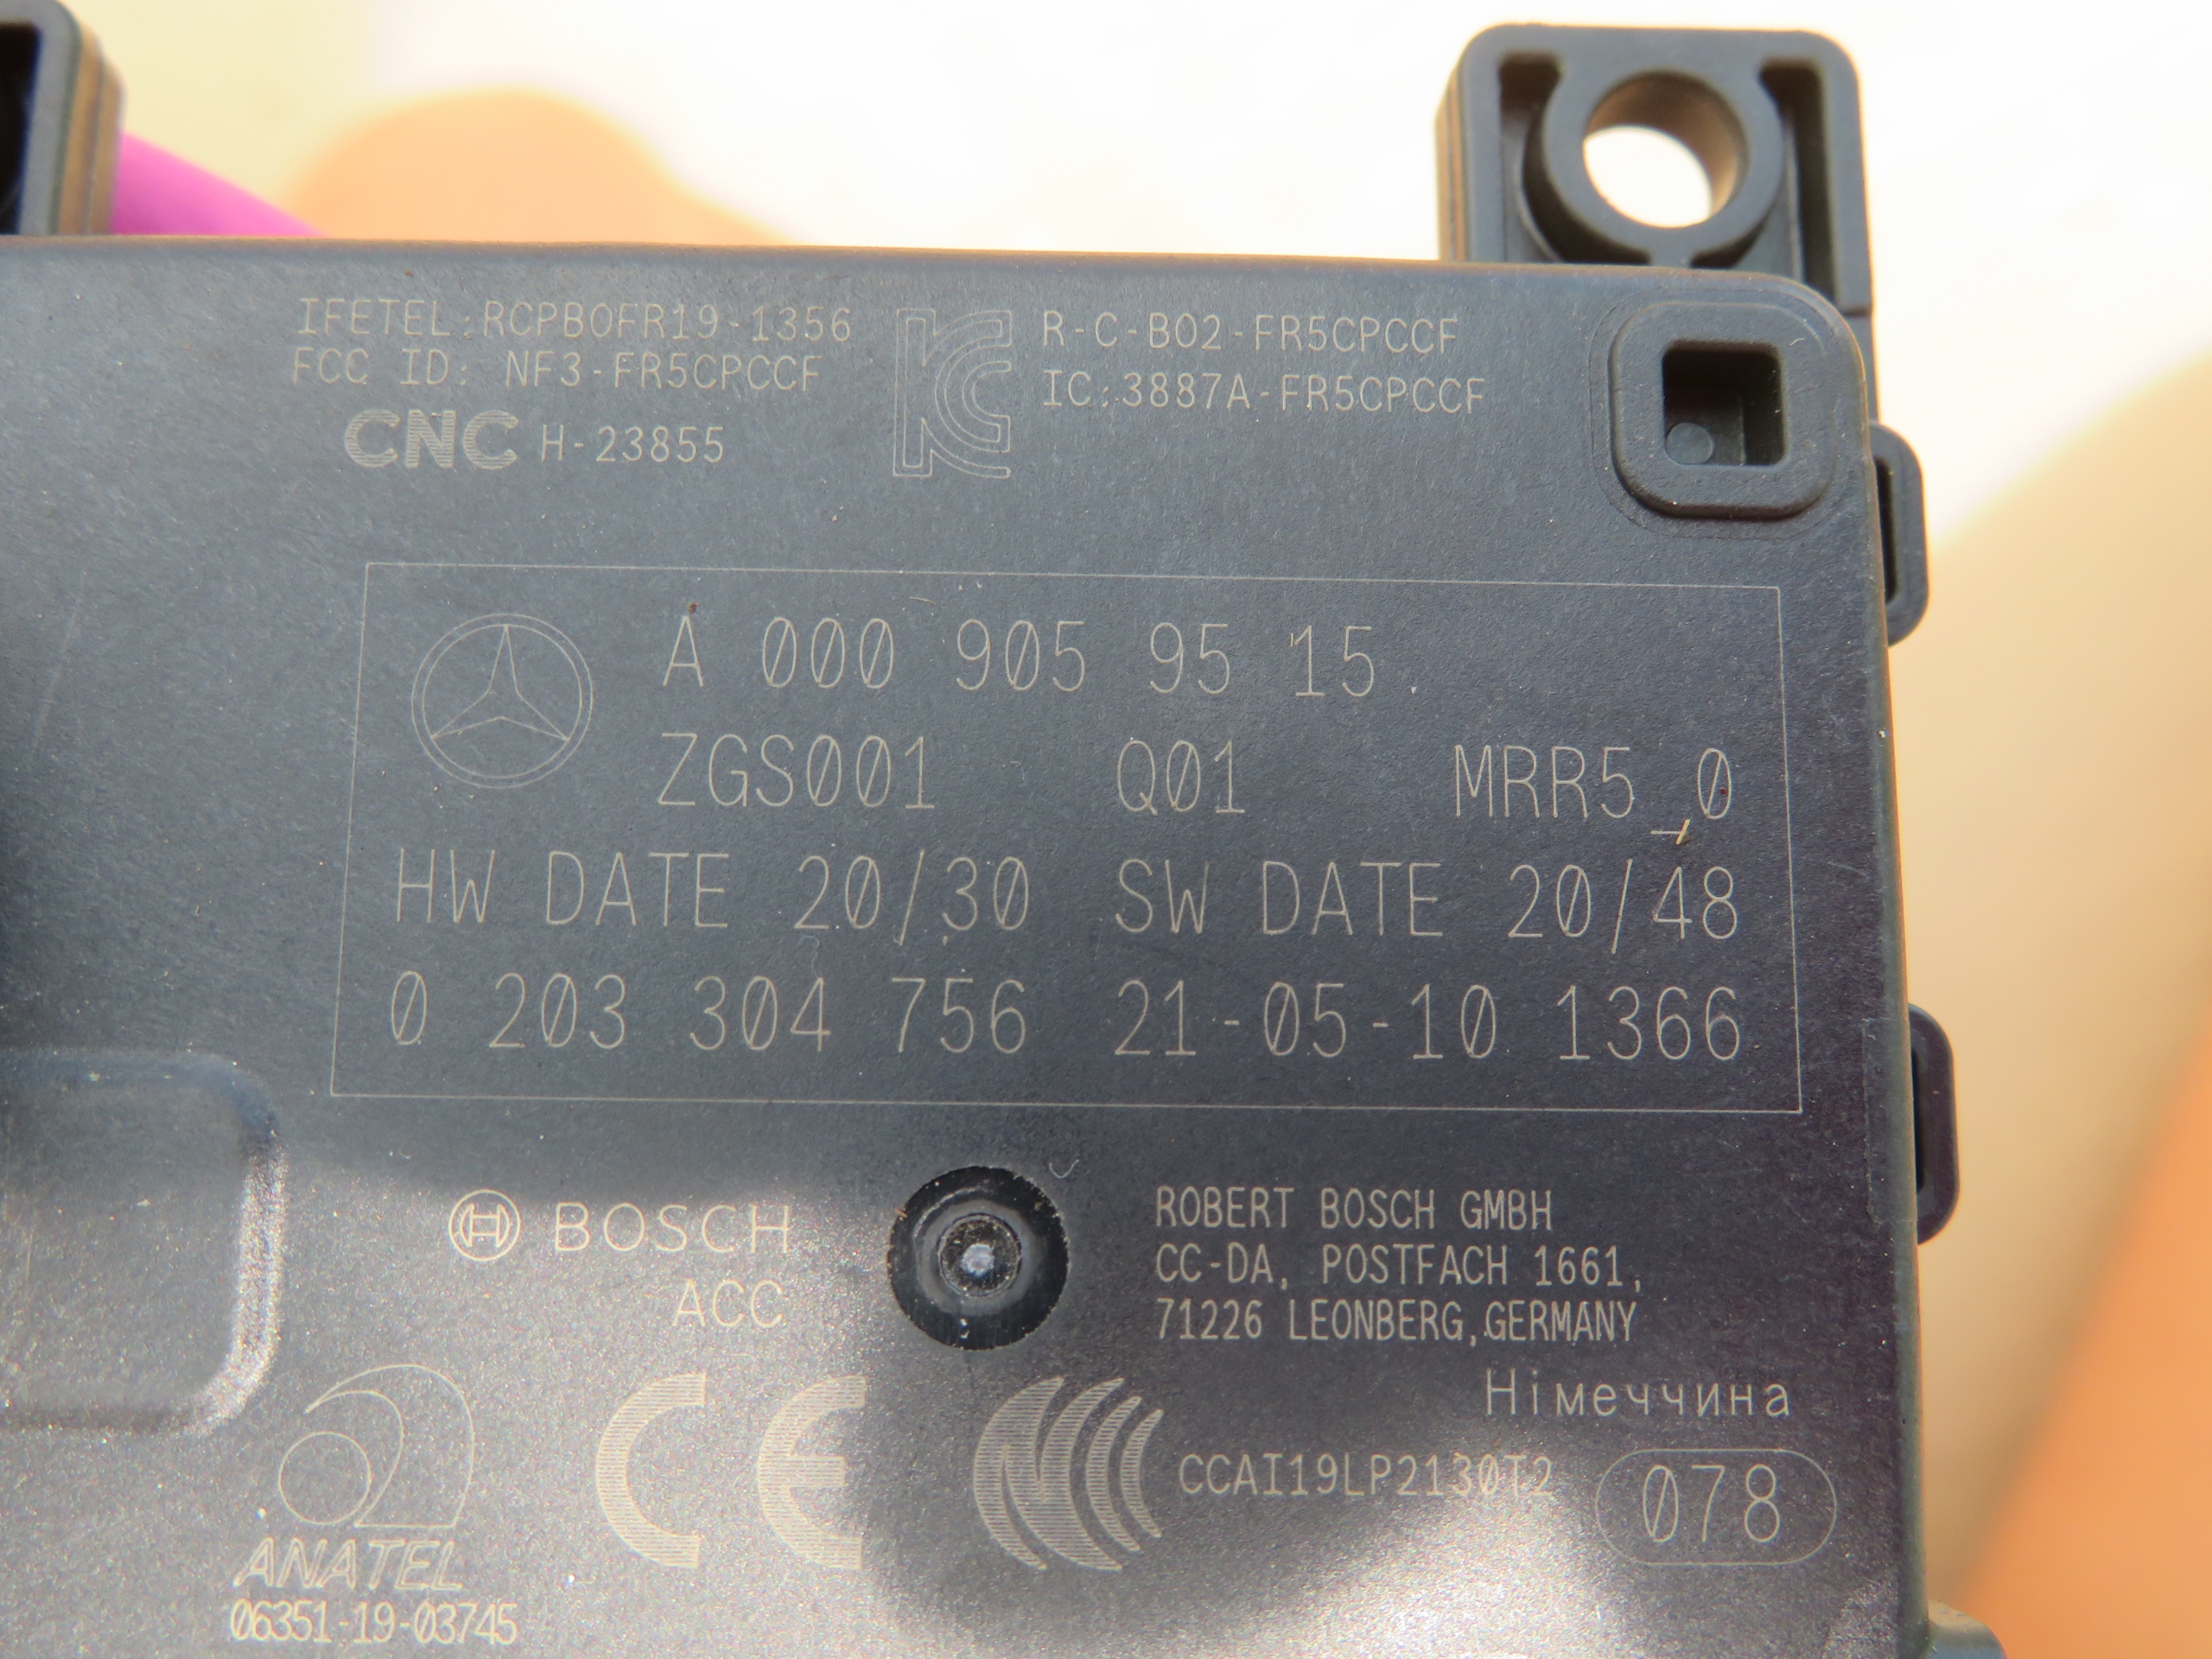 IFETEL:RCPBOFR19-1356
FCC ID: NF3-FR5CPCCF
CNC H-23855
R-C-BO2-FR5CPCCF
IC:3887A-FR5CPCCF
A 000 905 95 15
ZGS001 Q01 MRR5_0
HW DATE 20/30 SW DATE 20/48
0 203 304 756 21-05-10 1366
BOSCH
ACC
ROBERT BOSCH GMBH
CC-DA, POSTFACH 1661,
71226 LEONBERG,GERMANY
Німеччина
CE
CCAI19LP2130T2
078
ANATEL
06351-19-03745